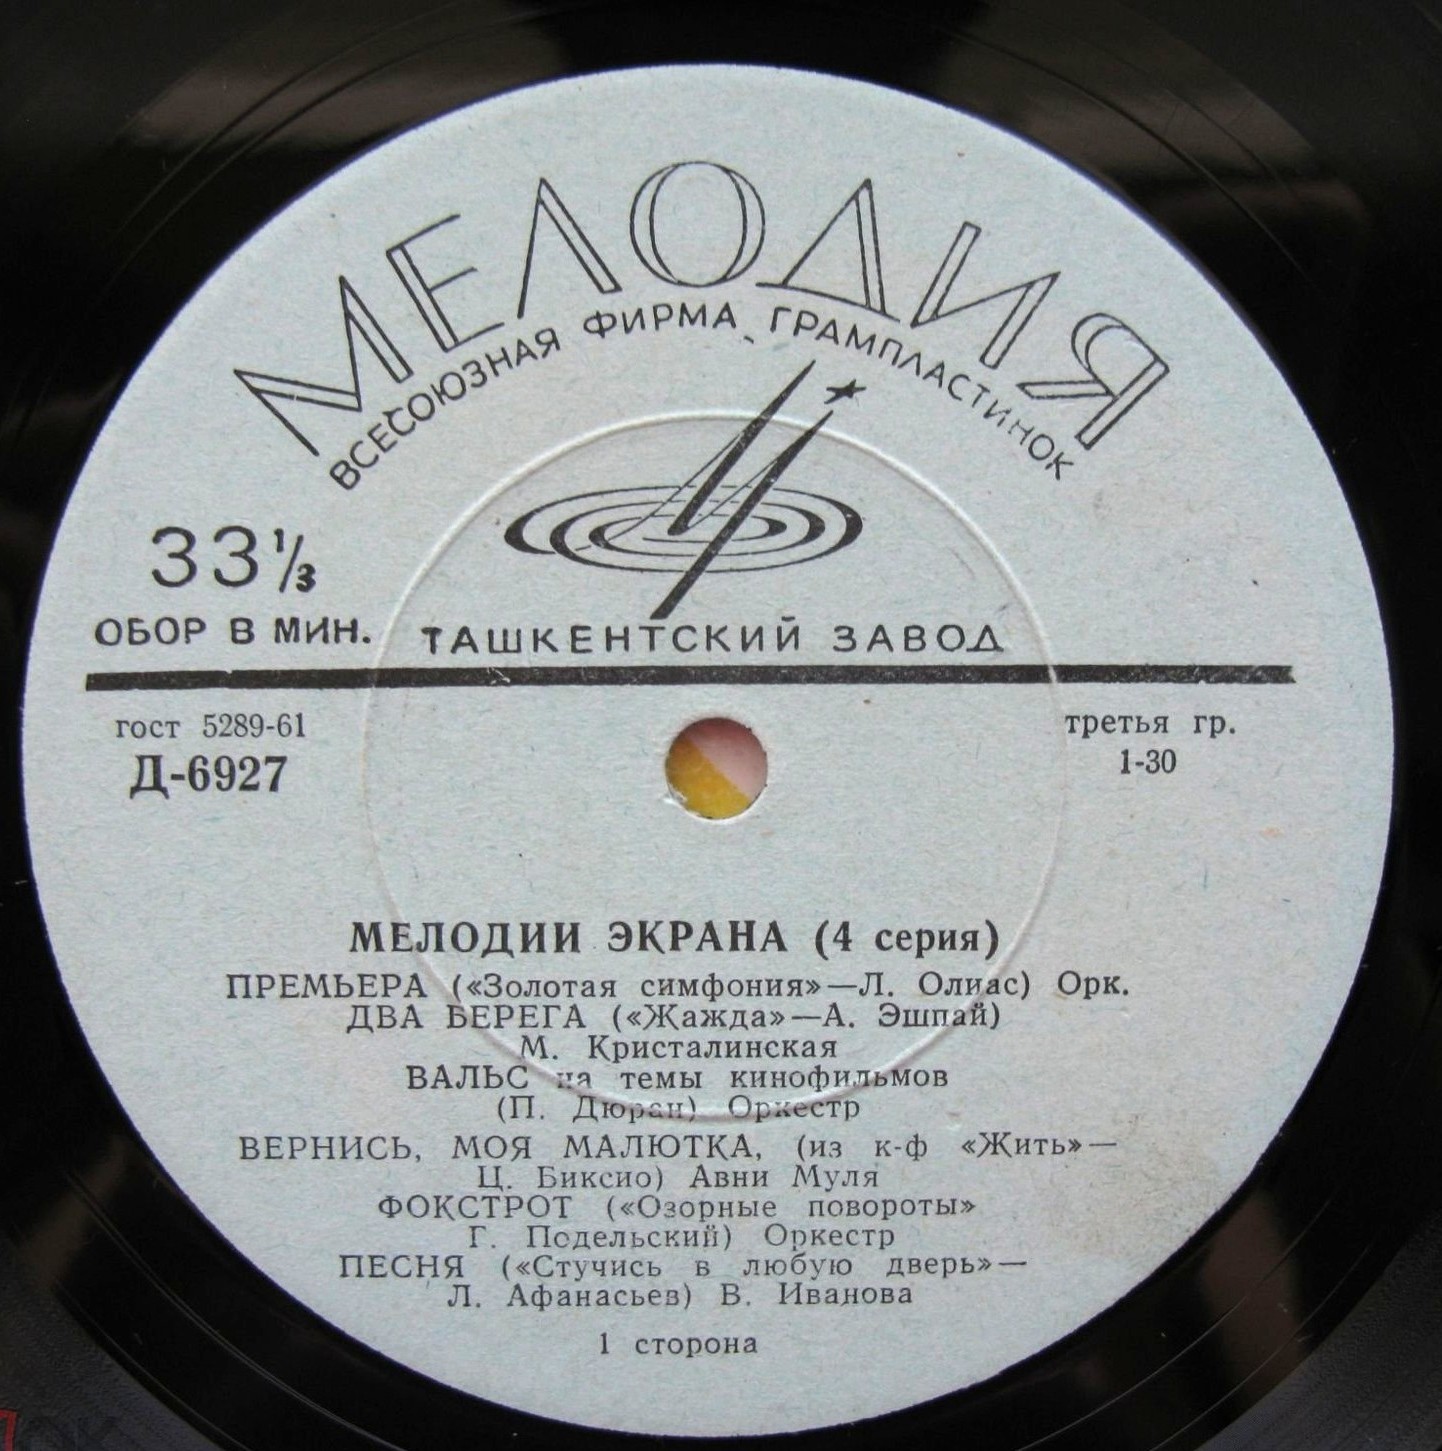 МЕЛОДИЯ
ВСЕСОЮЗНАЯ ФИРМА ГРАМПЛАСТИНОК
33⅓
ОБОР В МИН.
ТАШКЕНТСКИЙ ЗАВОД
гост 5289-61
Д-6927
третья гр.
1-30
МЕЛОДИИ ЭКРАНА (4 серия)
ПРЕМЬЕРА («Золотая симфония»—Л. Олиас) Орк.
ДВА БЕРЕГА («Жажда»—А. Эшпай)
М. Кристалинская
ВАЛЬС на темы кинофильмов
(П. Дюран) Оркестр
ВЕРНИСЬ, МОЯ МАЛЮТКА, (из к-ф «Жить»—
Ц. Биксио) Авни Муля
ФОКСТРОТ («Озорные повороты»
Г. Подельский) Оркестр
ПЕСНЯ («Стучись в любую дверь»—
Л. Афанасьев) В. Иванова
1 сторона